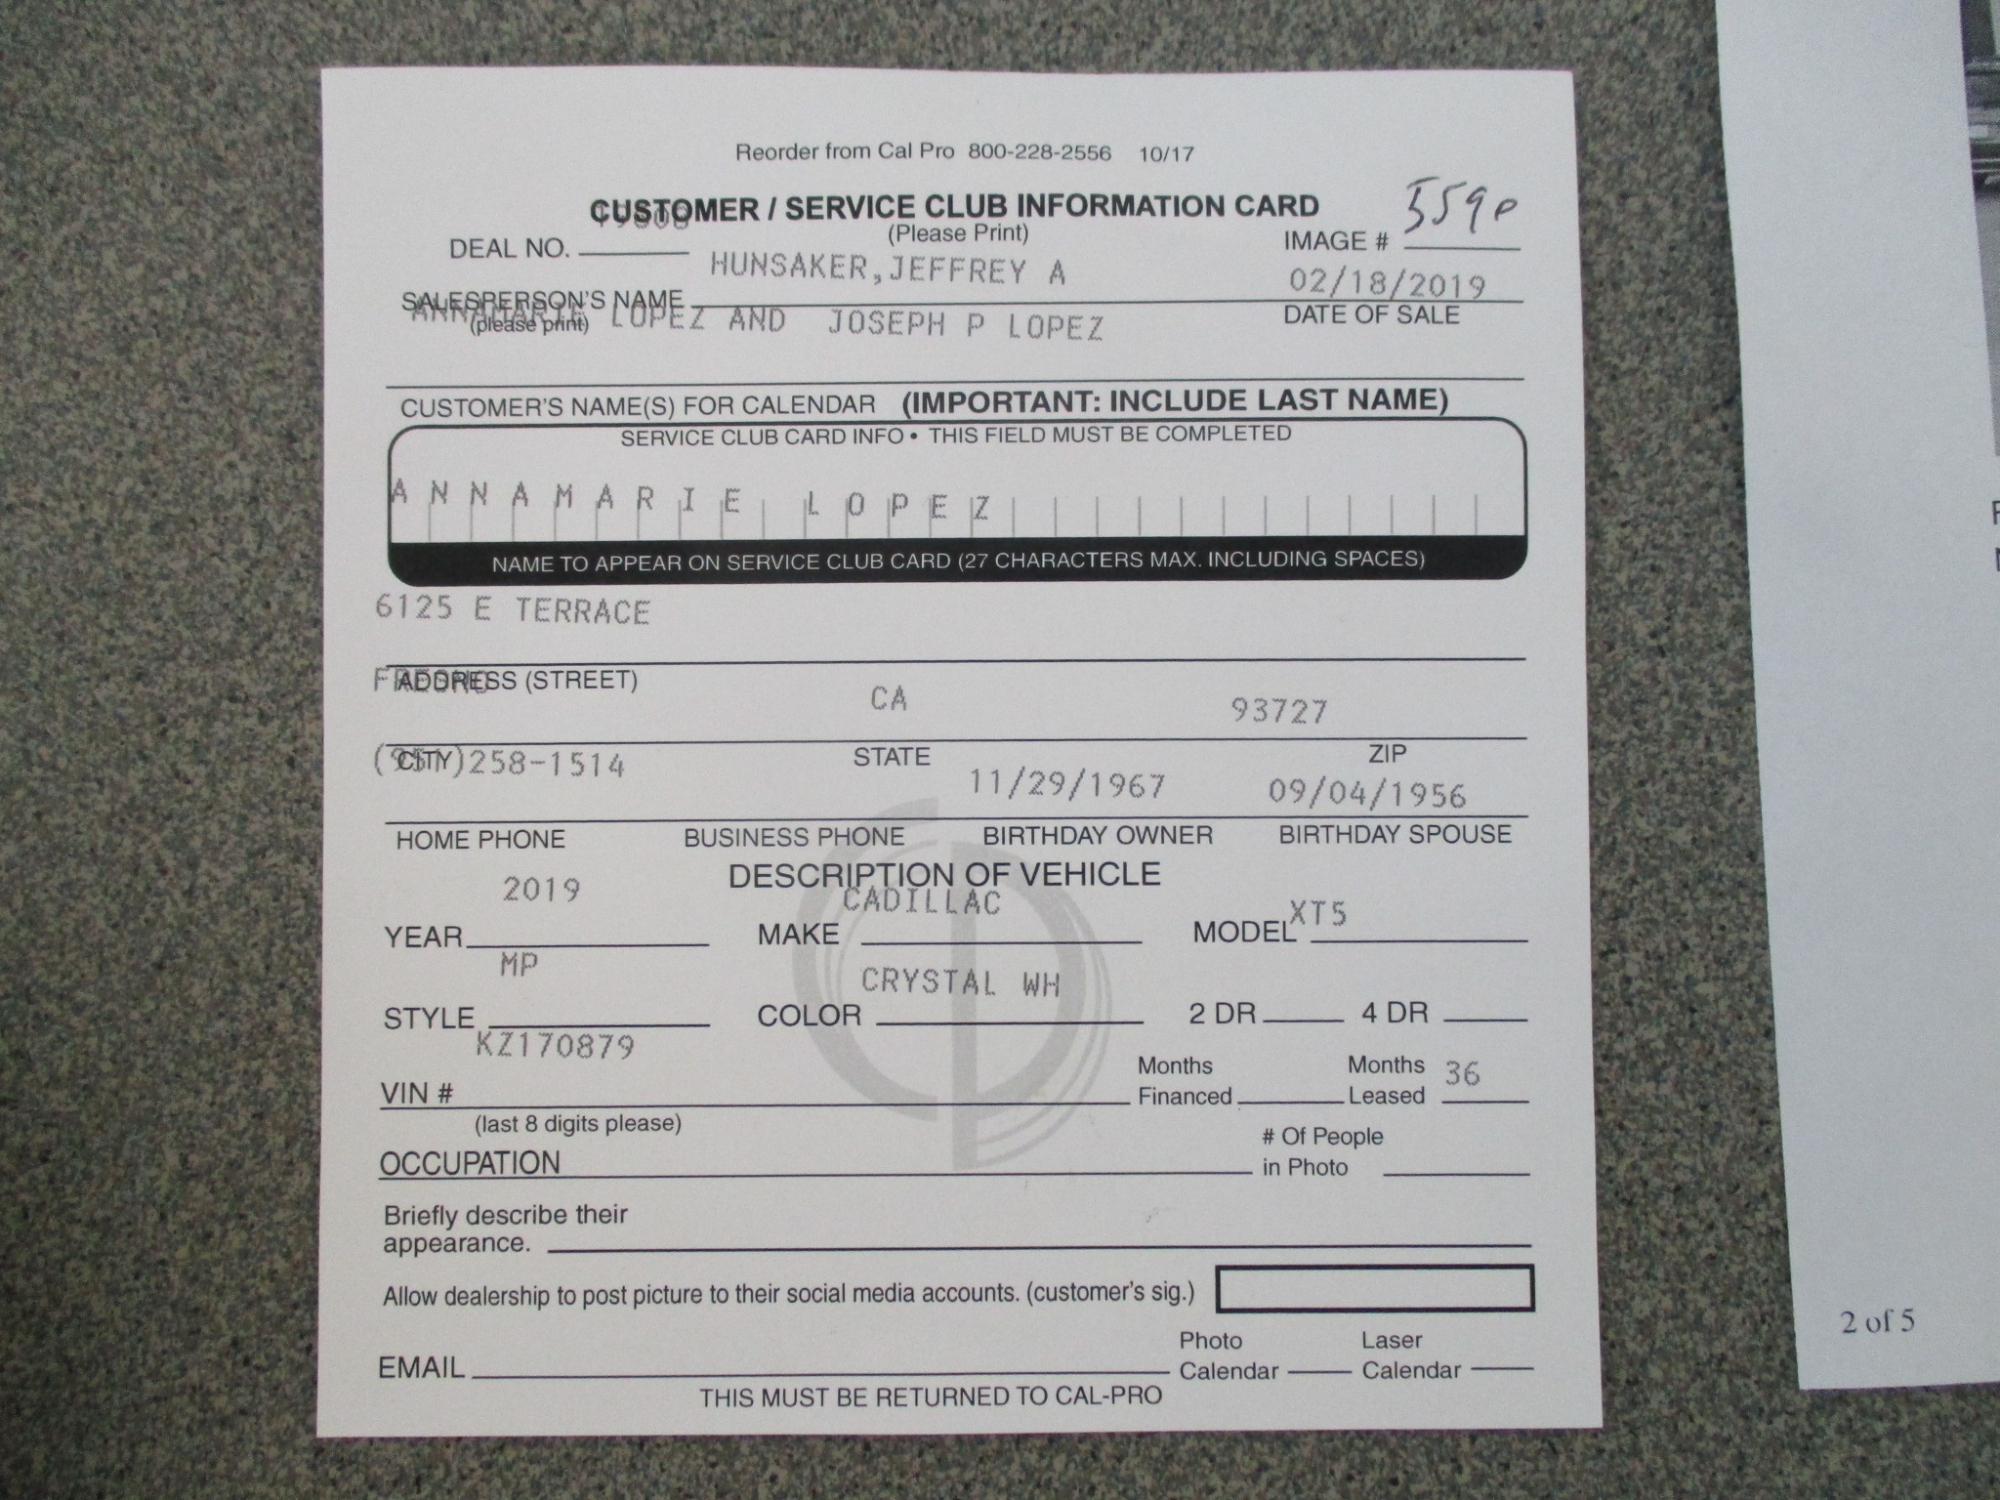 Reorder from Cal Pro 800-228-2556 10/17
CUSTOMER / SERVICE CLUB INFORMATION CARD
(Please Print)
DEAL NO.
IMAGE #
HUNSAKER,JEFFREY A
02/18/2019
SALESPERSON'S NAME
(please print)
DATE OF SALE
ANNAMARIE LOPEZ AND JOSEPH P LOPEZ
CUSTOMER'S NAME(S) FOR CALENDAR (IMPORTANT: INCLUDE LAST NAME)
SERVICE CLUB CARD INFO • THIS FIELD MUST BE COMPLETED
ANNAMARIE LOPEZ
NAME TO APPEAR ON SERVICE CLUB CARD (27 CHARACTERS MAX. INCLUDING SPACES)
6125 E TERRACE
ADDRESS (STREET)
FRESNO CA 93727
CITY STATE ZIP
258-1514 11/29/1967 09/04/1956
HOME PHONE BUSINESS PHONE BIRTHDAY OWNER BIRTHDAY SPOUSE
DESCRIPTION OF VEHICLE
2019 CADILLAC XT5
YEAR MAKE MODEL
MP CRYSTAL WH
STYLE COLOR 2 DR 4 DR
KZ170879
VIN # Months Financed Months Leased 36
(last 8 digits please)
OCCUPATION # Of People in Photo
Briefly describe their
appearance.
Allow dealership to post picture to their social media accounts. (customer's sig.)
EMAIL Photo Calendar Laser Calendar
THIS MUST BE RETURNED TO CAL-PRO
2 of 5